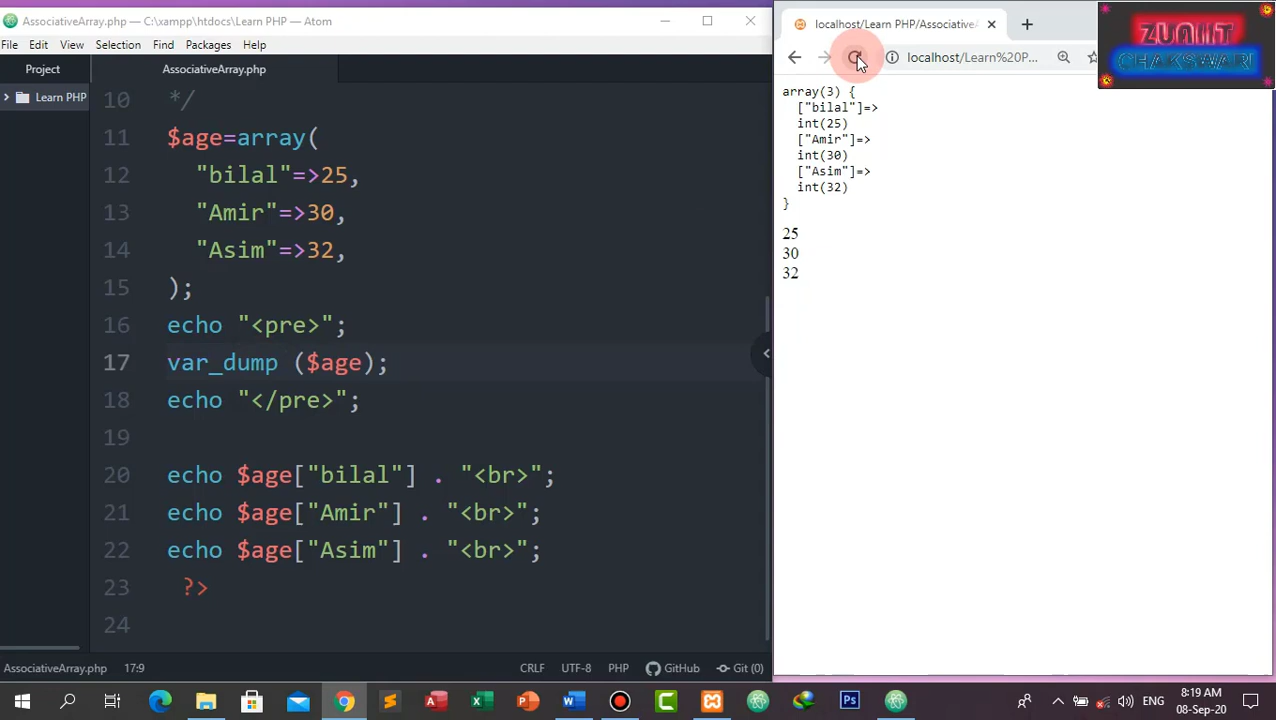 AssociativeArray.php — C:\xampp\htdocs\Learn PHP — Atom
File Edit View Selection Find Packages Help
Project
AssociativeArray.php
Learn PHP
10 */
11 $age=array(
12 "bilal"=>25,
13 "Amir"=>30,
14 "Asim"=>32,
15 );
16 echo "<pre>";
17 var_dump ($age);
18 echo "</pre>";
19
20 echo $age["bilal"] . "<br>";
21 echo $age["Amir"] . "<br>";
22 echo $age["Asim"] . "<br>";
23 ?>
24
AssociativeArray.php 17:9 CRLF UTF-8 PHP GitHub Git (0)
localhost/Learn PHP/Associative
localhost/Learn%20P...
ZUAIIT
CHAKSWARI
array(3) {
["bilal"]=>
int(25)
["Amir"]=>
int(30)
["Asim"]=>
int(32)
}
25
30
32
ENG
8:19 AM
08-Sep-20